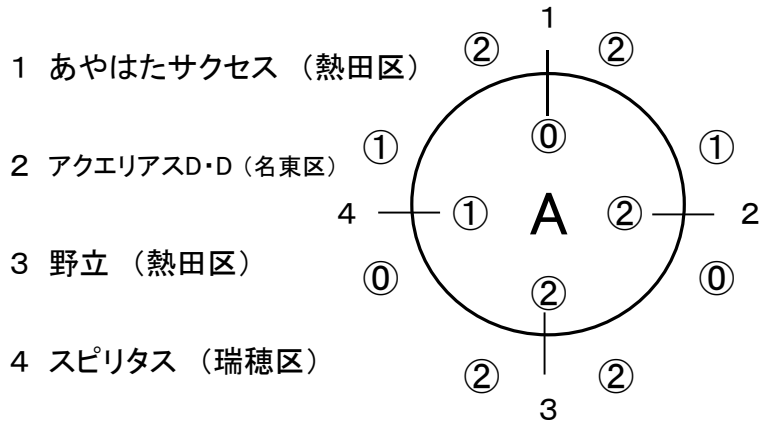 1
② ②
1 あやはたサクセス (熱田区)
⓪
① ①
2 アクエリアスD・D (名東区)
4 ① A ② 2
3 野立 (熱田区)
⓪ ② ⓪
4 スピリタス (瑞穂区)
② ②
3